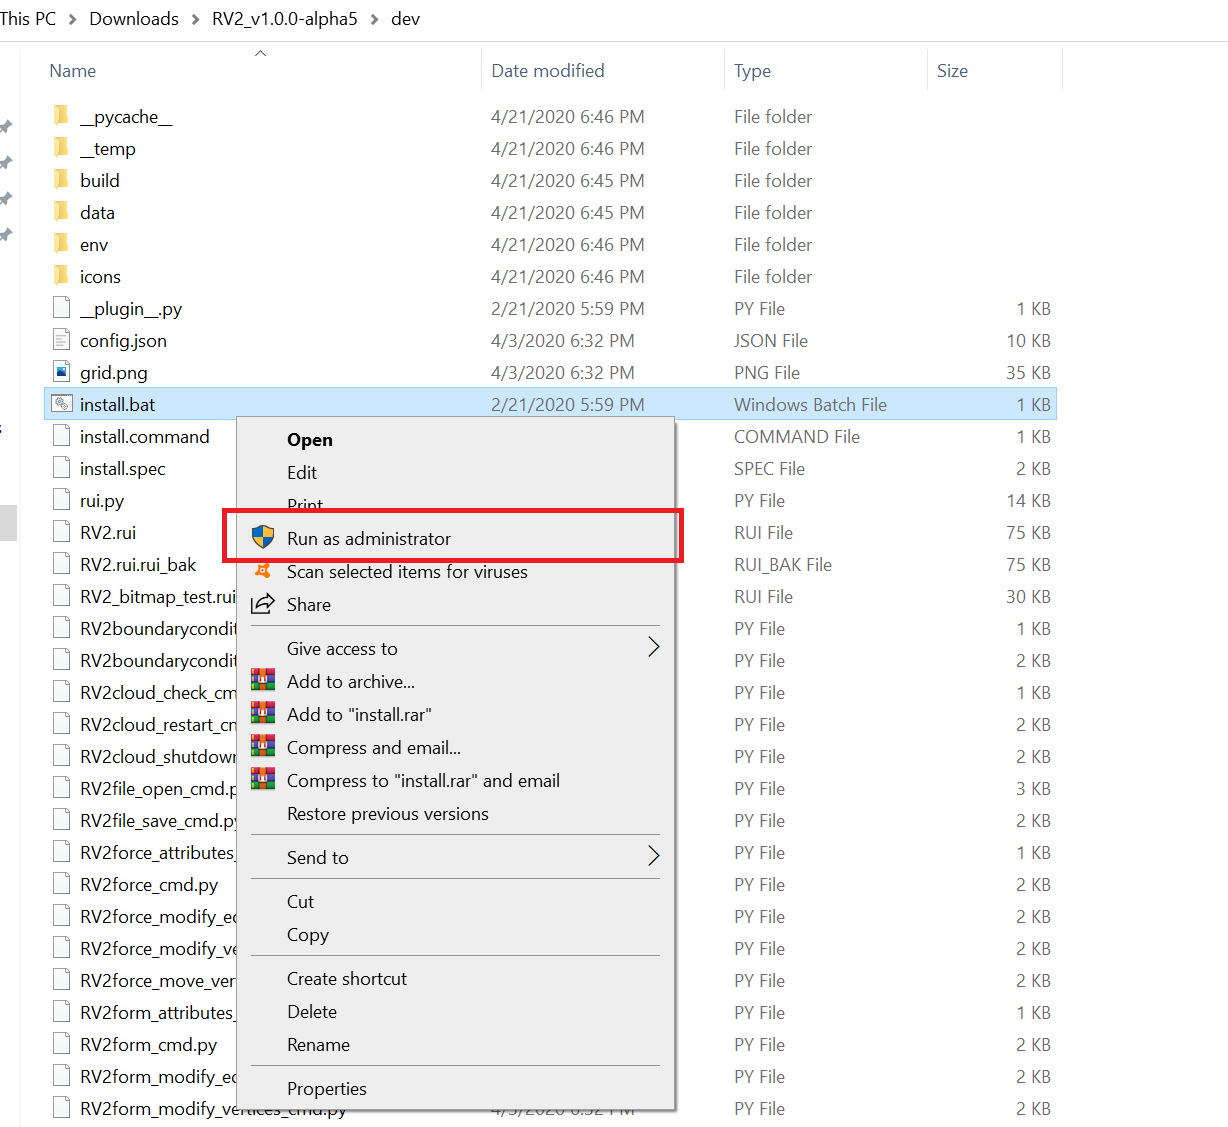 This PC > Downloads > RV2_v1.0.0-alpha5 > dev
Name Date modified Type Size
__pycache__ 4/21/2020 6:46 PM File folder
__temp 4/21/2020 6:46 PM File folder
build 4/21/2020 6:45 PM File folder
data 4/21/2020 6:45 PM File folder
env 4/21/2020 6:46 PM File folder
icons 4/21/2020 6:46 PM File folder
__plugin__.py 2/21/2020 5:59 PM PY File 1 KB
config.json 4/3/2020 6:32 PM JSON File 10 KB
grid.png 4/3/2020 6:32 PM PNG File 35 KB
install.bat 2/21/2020 5:59 PM Windows Batch File 1 KB
install.command COMMAND File 1 KB
install.spec SPEC File 2 KB
rui.py PY File 14 KB
RV2.rui RUI File 75 KB
RV2.rui.rui_bak RUI_BAK File 75 KB
RV2_bitmap_test.rui RUI File 30 KB
RV2boundarycondit PY File 1 KB
RV2boundarycondit PY File 2 KB
RV2cloud_check_cm PY File 1 KB
RV2cloud_restart_cn PY File 2 KB
RV2cloud_shutdown PY File 2 KB
RV2file_open_cmd.p PY File 3 KB
RV2file_save_cmd.py PY File 2 KB
RV2force_attributes_ PY File 1 KB
RV2force_cmd.py PY File 2 KB
RV2force_modify_ec PY File 2 KB
RV2force_modify_ve PY File 2 KB
RV2force_move_ver PY File 2 KB
RV2form_attributes_ PY File 1 KB
RV2form_cmd.py PY File 2 KB
RV2form_modify_ec PY File 2 KB
RV2form_modify_vertices_cmd.py 4/3/2020 6:32 PM PY File 2 KB
Open
Edit
Print
Run as administrator
Scan selected items for viruses
Share
Give access to >
Add to archive...
Add to "install.rar"
Compress and email...
Compress to "install.rar" and email
Restore previous versions
Send to >
Cut
Copy
Create shortcut
Delete
Rename
Properties